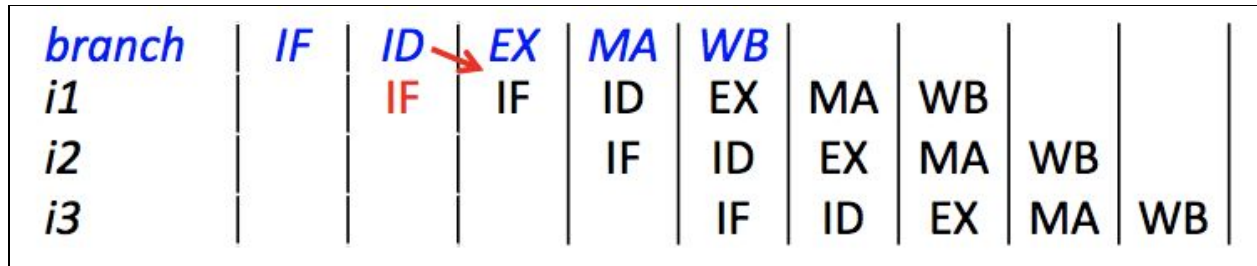 branch | IF | ID | EX | MA | WB | | | |
i1 | | IF | IF | ID | EX | MA | WB | |
i2 | | | | IF | ID | EX | MA | WB |
i3 | | | | | IF | ID | EX | MA | WB |